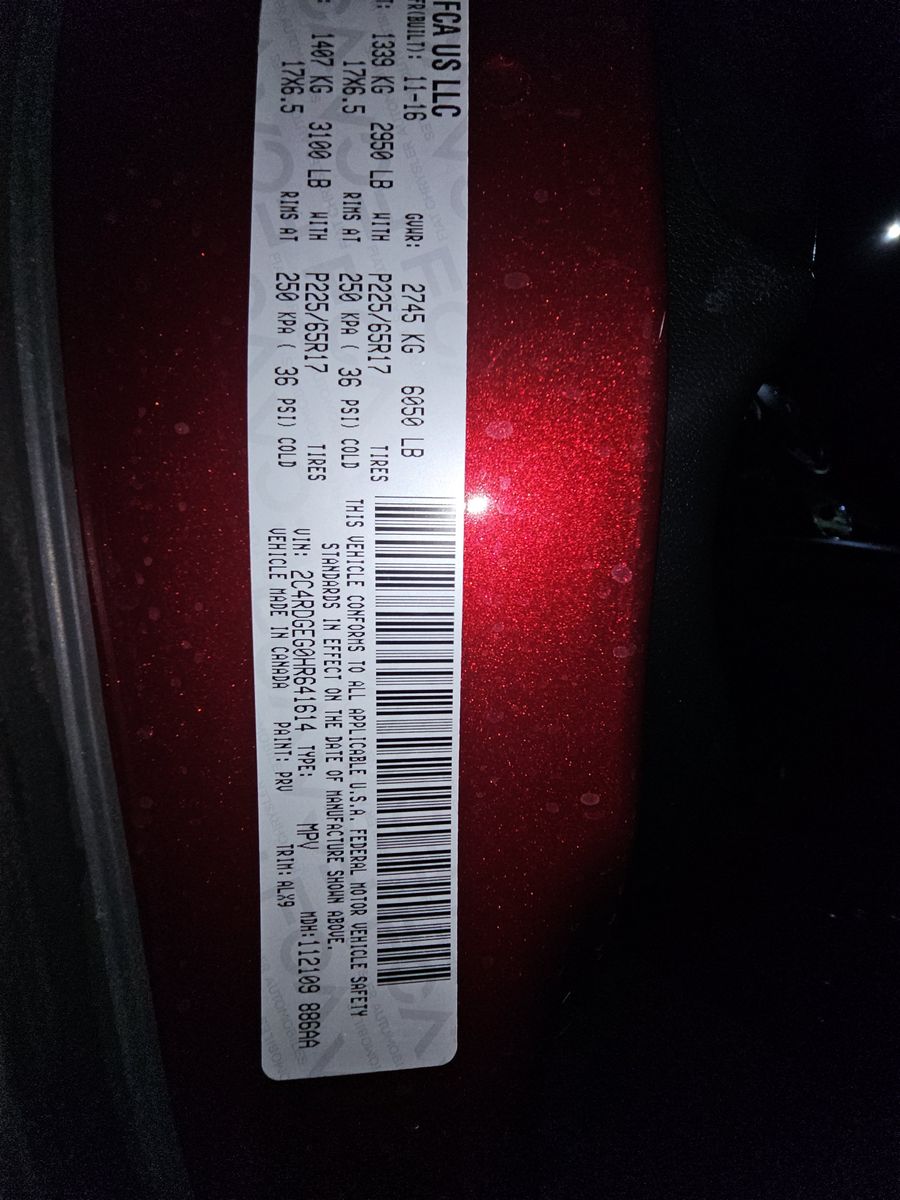 FCA US LLC
FR(BUILT): 11-16 GVWR: 2745 KG 6050 LB
T: 1339 KG 2950 LB WITH P225/65R17 TIRES
17X6.5 RIMS AT 250 KPA ( 36 PSI) COLD
: 1407 KG 3100 LB WITH P225/65R17 TIRES
17X6.5 RIMS AT 250 KPA ( 36 PSI) COLD
THIS VEHICLE CONFORMS TO ALL APPLICABLE U.S.A. FEDERAL MOTOR VEHICLE SAFETY
STANDARDS IN EFFECT ON THE DATE OF MANUFACTURE SHOWN ABOVE.
VIN: 2C4RDGEG0HR641614 TYPE: MPV MDH:112109 886AA
VEHICLE MADE IN CANADA PAINT: PRV TRIM: ALX9